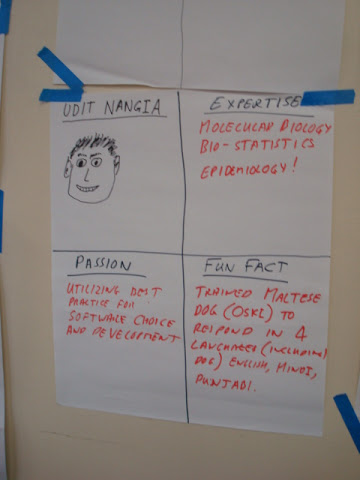 UDIT NANGIA
EXPERTISE
MOLECULAR BIOLOGY
BIO-STATISTICS
EPIDEMIOLOGY!
PASSION
UTILIZING BEST
PRACTISE FOR
SOFTWARE CHOICE
AND DEVELOPMENT
FUN FACT
TRAINED MALTESE
DOG (OSKI) TO
RESPOND IN 4
LANGUAGES (INCLUDING
DOG) ENGLISH, HINDI,
PUNJABI.